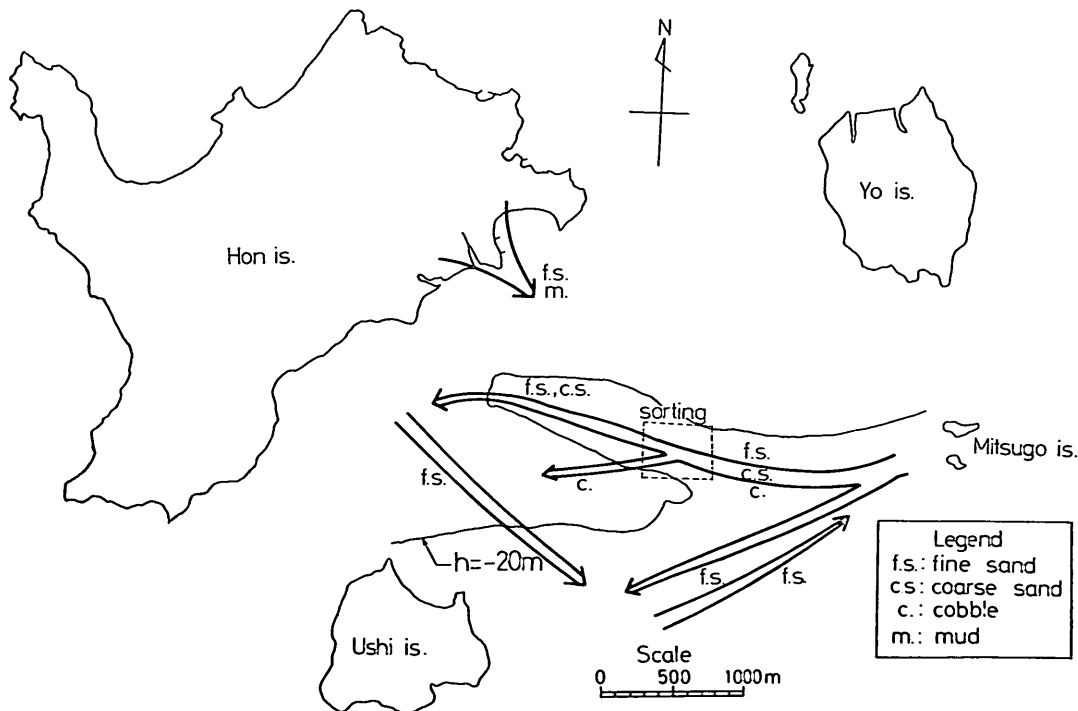 N
Yo is.
Hon is.
f.s.
m.
f.s.,c.s.
sorting
f.s.
Mitsugo is.
c.s.
c.
c.
f.s.
h=-20m
f.s.
f.s.
Ushi is.
Legend
f.s.: fine sand
c.s: coarse sand
c.: cobble
m.: mud
Scale
0 500 1000m